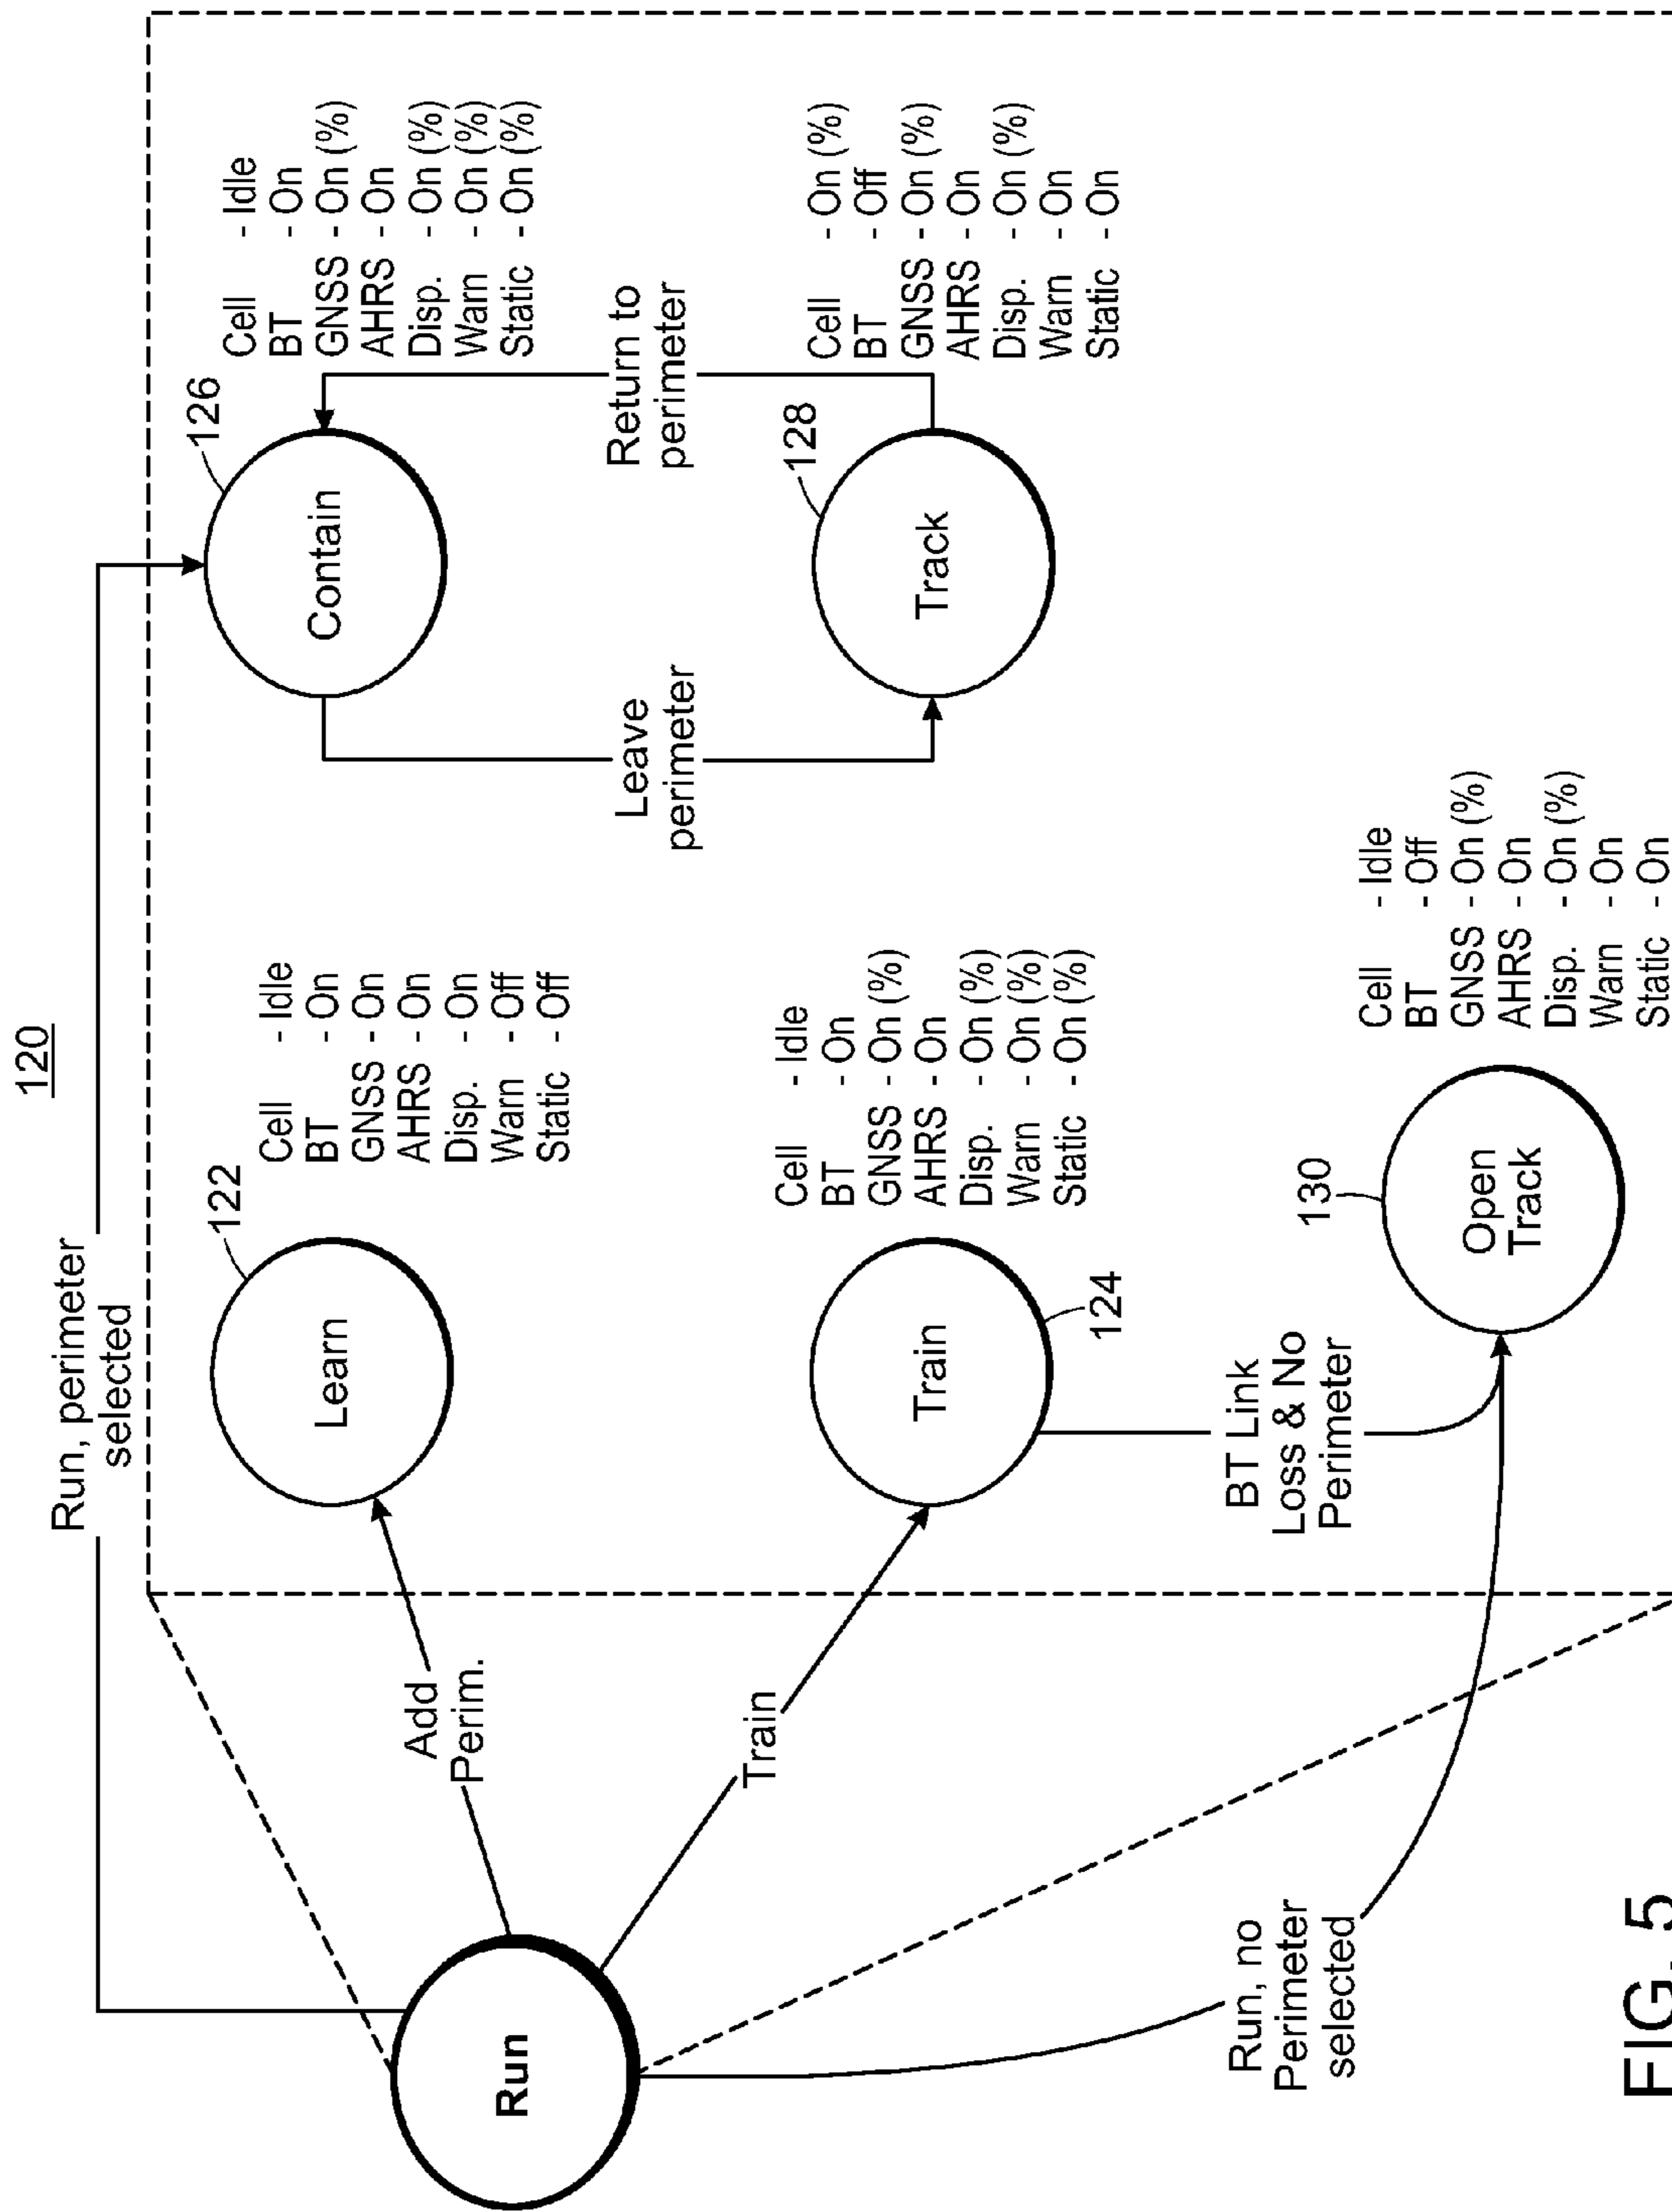 120
Run, perimeter
selected
Run
Add
Perim.
Train
Run, no
Perimeter
selected
122
Learn
Cell - Idle
BT - On
GNSS - On
AHRS - On
Disp. - On
Warn - Off
Static - Off
Train
124
Cell - Idle
BT - On
GNSS - On (%)
AHRS - On
Disp. - On (%)
Warn - On (%)
Static - On (%)
BT Link
Loss & No
Perimeter
130
Open
Track
Cell - Idle
BT - Off
GNSS - On (%)
AHRS - On
Disp. - On (%)
Warn - On
Static - On
126
Contain
Cell - Idle
BT - On
GNSS - On (%)
AHRS - On
Disp. - On (%)
Warn - On (%)
Static - On (%)
Leave
perimeter
Return to
perimeter
128
Track
Cell - On (%)
BT - Off
GNSS - On (%)
AHRS - On
Disp. - On (%)
Warn - On
Static - On
FIG. 5